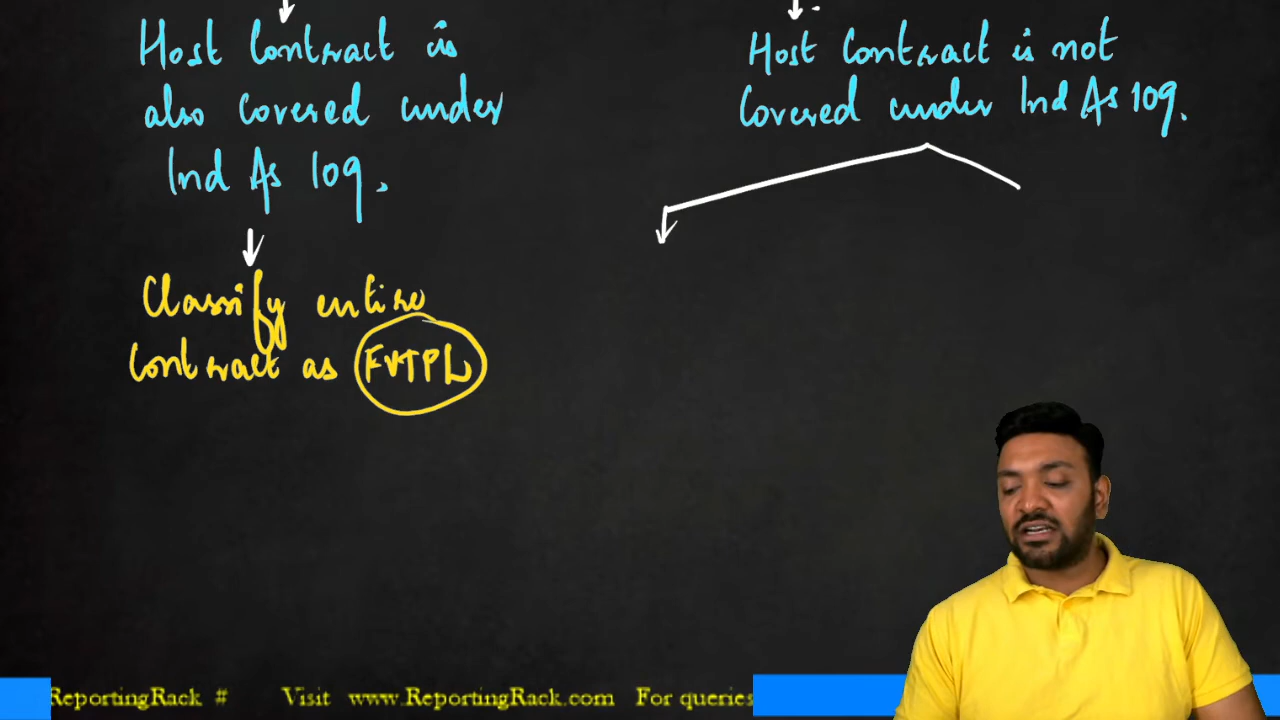 Host Contract is
also covered under
Ind As 109.
Classify entire
Contract as FVTPL
Host Contract is not
Covered under Ind As 109.
ReportingRack # Visit www.ReportingRack.com For queries